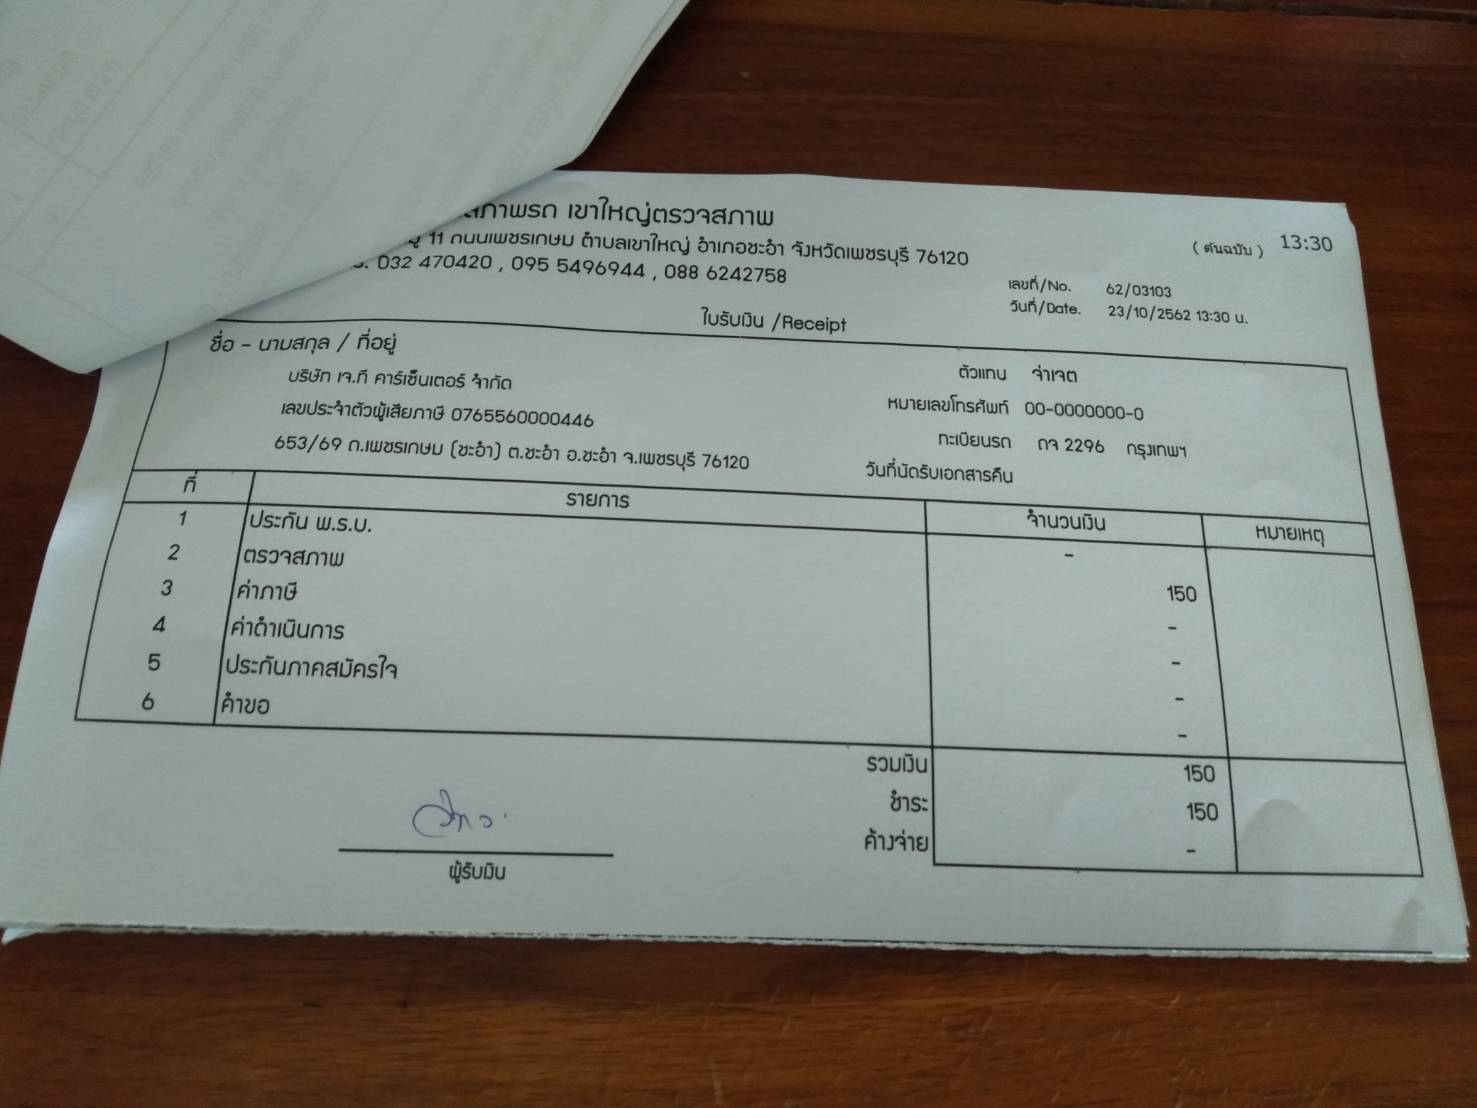 สภาพรถ เขาใหญ่ตรวจสภาพ
11 ถนนเพชรเกษม ตำบลเขาใหญ่ อำเภอชะอำ จังหวัดเพชรบุรี 76120
032 470420 , 095 5496944 , 088 6242758
( ต้นฉบับ ) 13:30
เลขที่/No. 62/03103
วันที่/Date. 23/10/2562 13:30 น.
ใบรับเงิน /Receipt
ชื่อ - นามสกุล / ที่อยู่
บริษัท เจ.ที คาร์เซ็นเตอร์ จำกัด
เลขประจำตัวผู้เสียภาษี 0765560000446
653/69 ถ.เพชรเกษม (ชะอำ) ต.ชะอำ อ.ชะอำ จ.เพชรบุรี 76120
ตัวแทน จ่าเจต
หมายเลขโทรศัพท์ 00-0000000-0
ทะเบียนรถ ถจ 2296 กรุงเทพฯ
วันที่นัดรับเอกสารคืน
ที่ รายการ จำนวนเงิน หมายเหตุ
1 ประกัน พ.ร.บ. -
2 ตรวจสภาพ 150
3 ค่าภาษี -
4 ค่าดำเนินการ -
5 ประกันภาคสมัครใจ -
6 คำขอ -
รวมเงิน 150
ชำระ 150
ค้างจ่าย -
ผู้รับเงิน